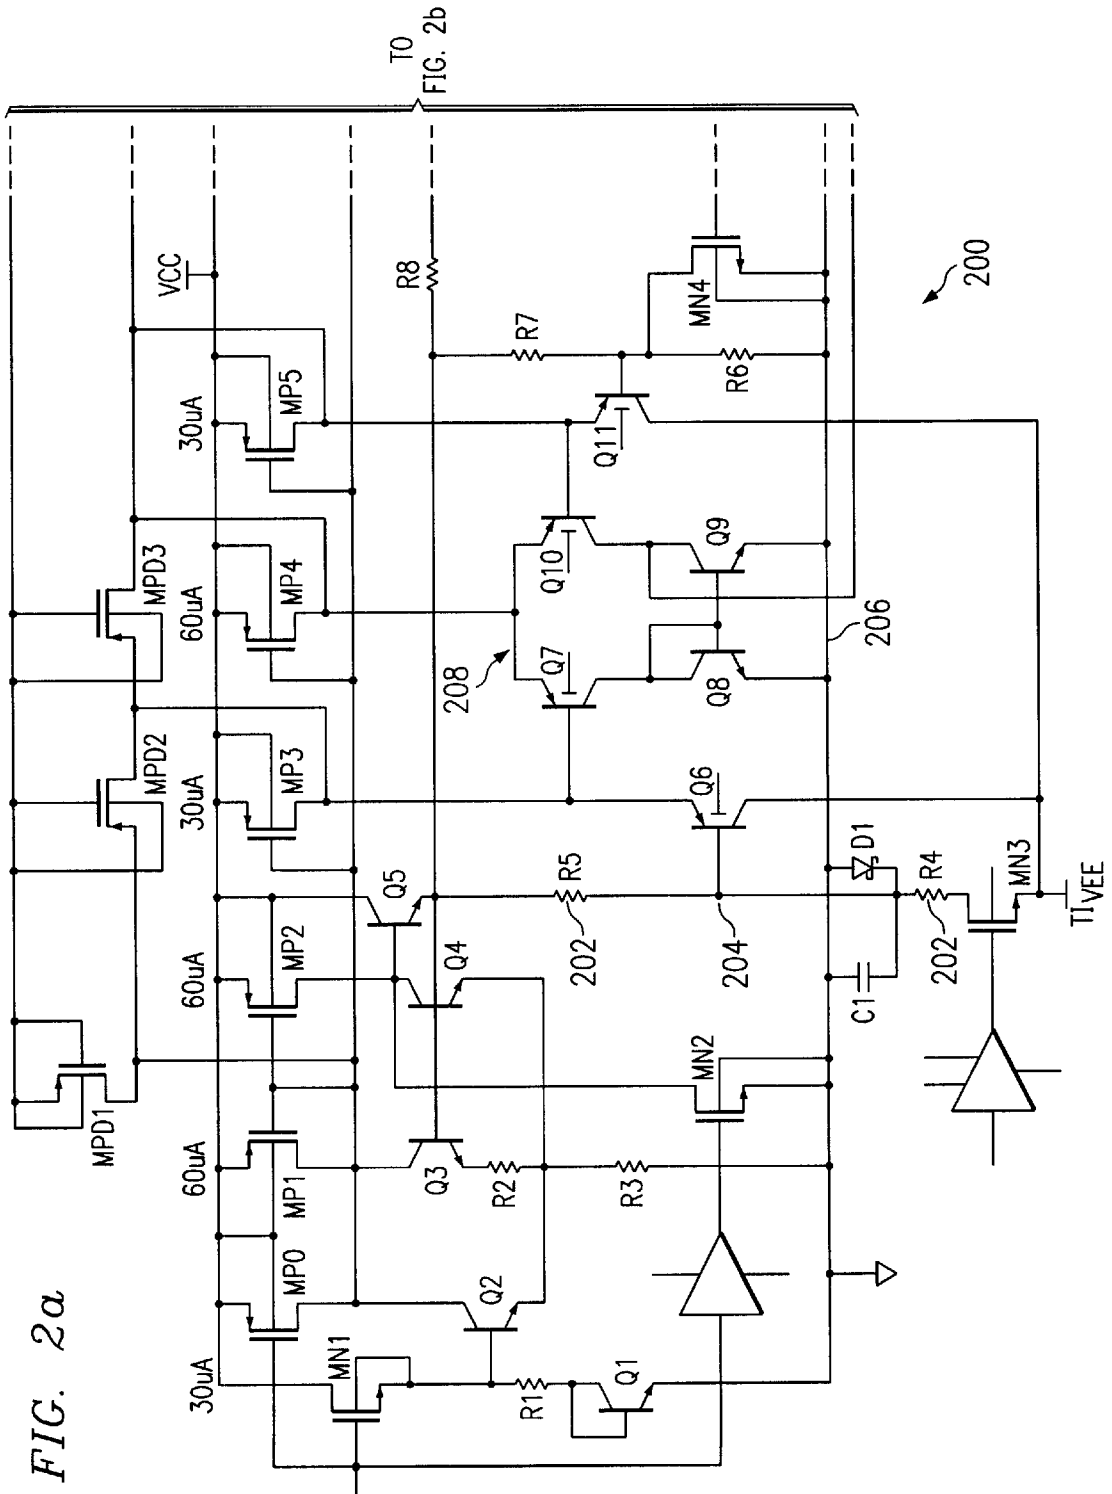 FIG. 2a
TO
FIG. 2b
MPD1
MPD2
MPD3
VCC
30uA
60uA
60uA
30uA
60uA
30uA
MP0
MP1
MP2
MP3
MP4
MP5
MN1
Q5
R8
Q2
Q3
Q4
R2
R5
202
208
Q7
Q10
Q11
R7
R1
Q1
R3
MN2
204
Q6
Q8
Q9
R6
MN4
206
200
C1
D1
202
R4
MN3
TIVEE